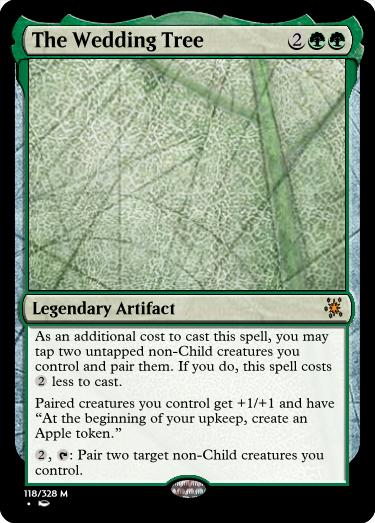 The Wedding Tree 2
Legendary Artifact
As an additional cost to cast this spell, you may
tap two untapped non-Child creatures you
control and pair them. If you do, this spell costs
2 less to cast.
Paired creatures you control get +1/+1 and have
“At the beginning of your upkeep, create an
Apple token.”
2, : Pair two target non-Child creatures you
control.
118/328 M